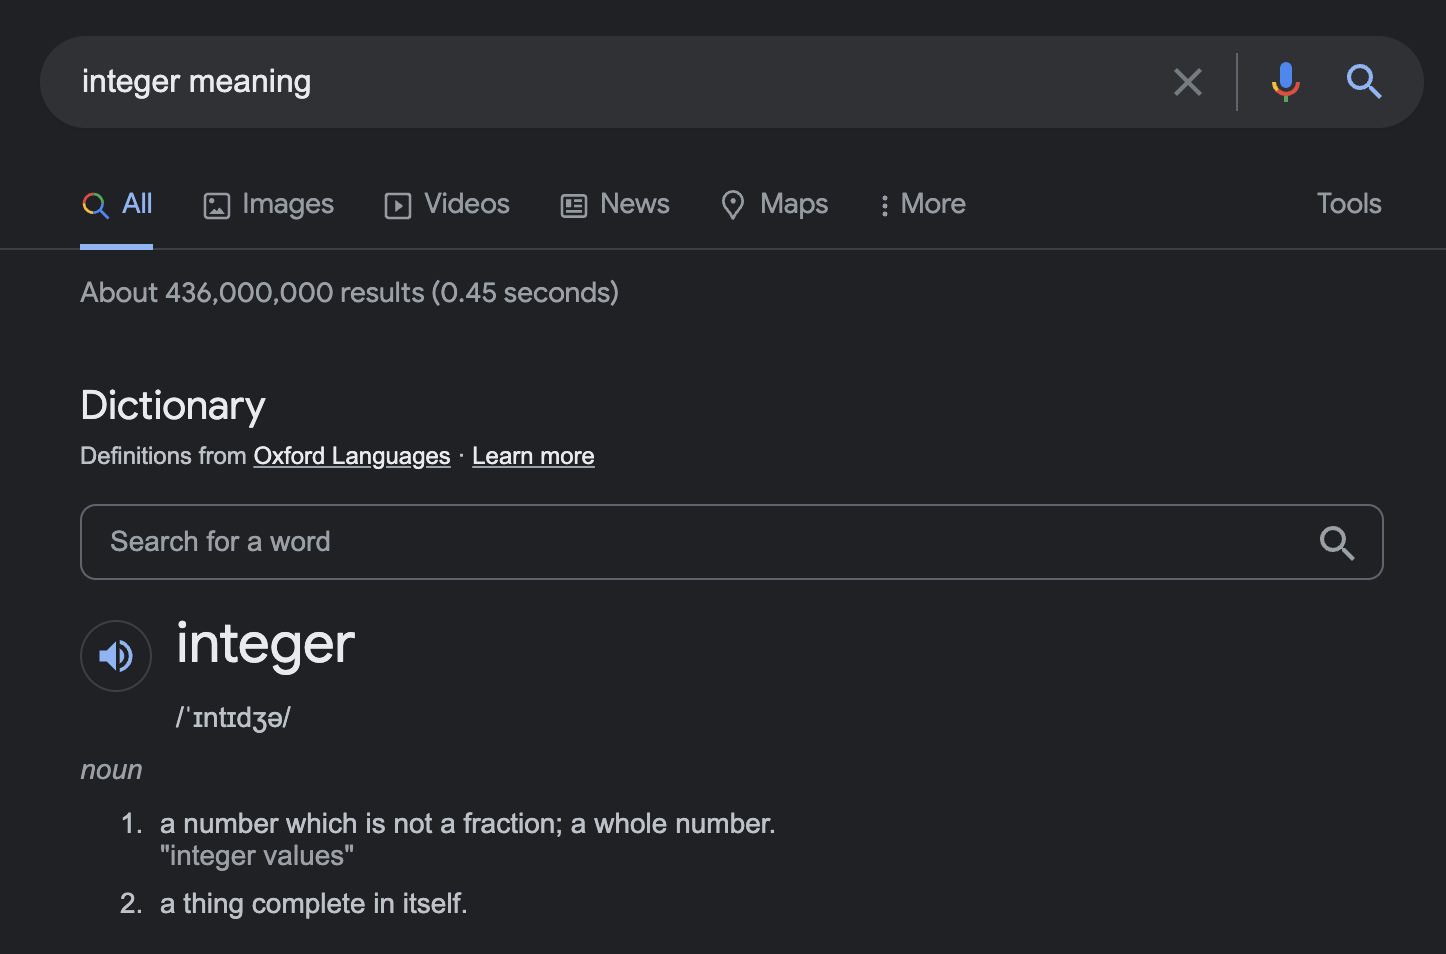 integer meaning
All Images Videos News Maps More Tools
About 436,000,000 results (0.45 seconds)
Dictionary
Definitions from Oxford Languages · Learn more
Search for a word
integer
/ˈɪntɪdʒə/
noun
1. a number which is not a fraction; a whole number.
"integer values"
2. a thing complete in itself.